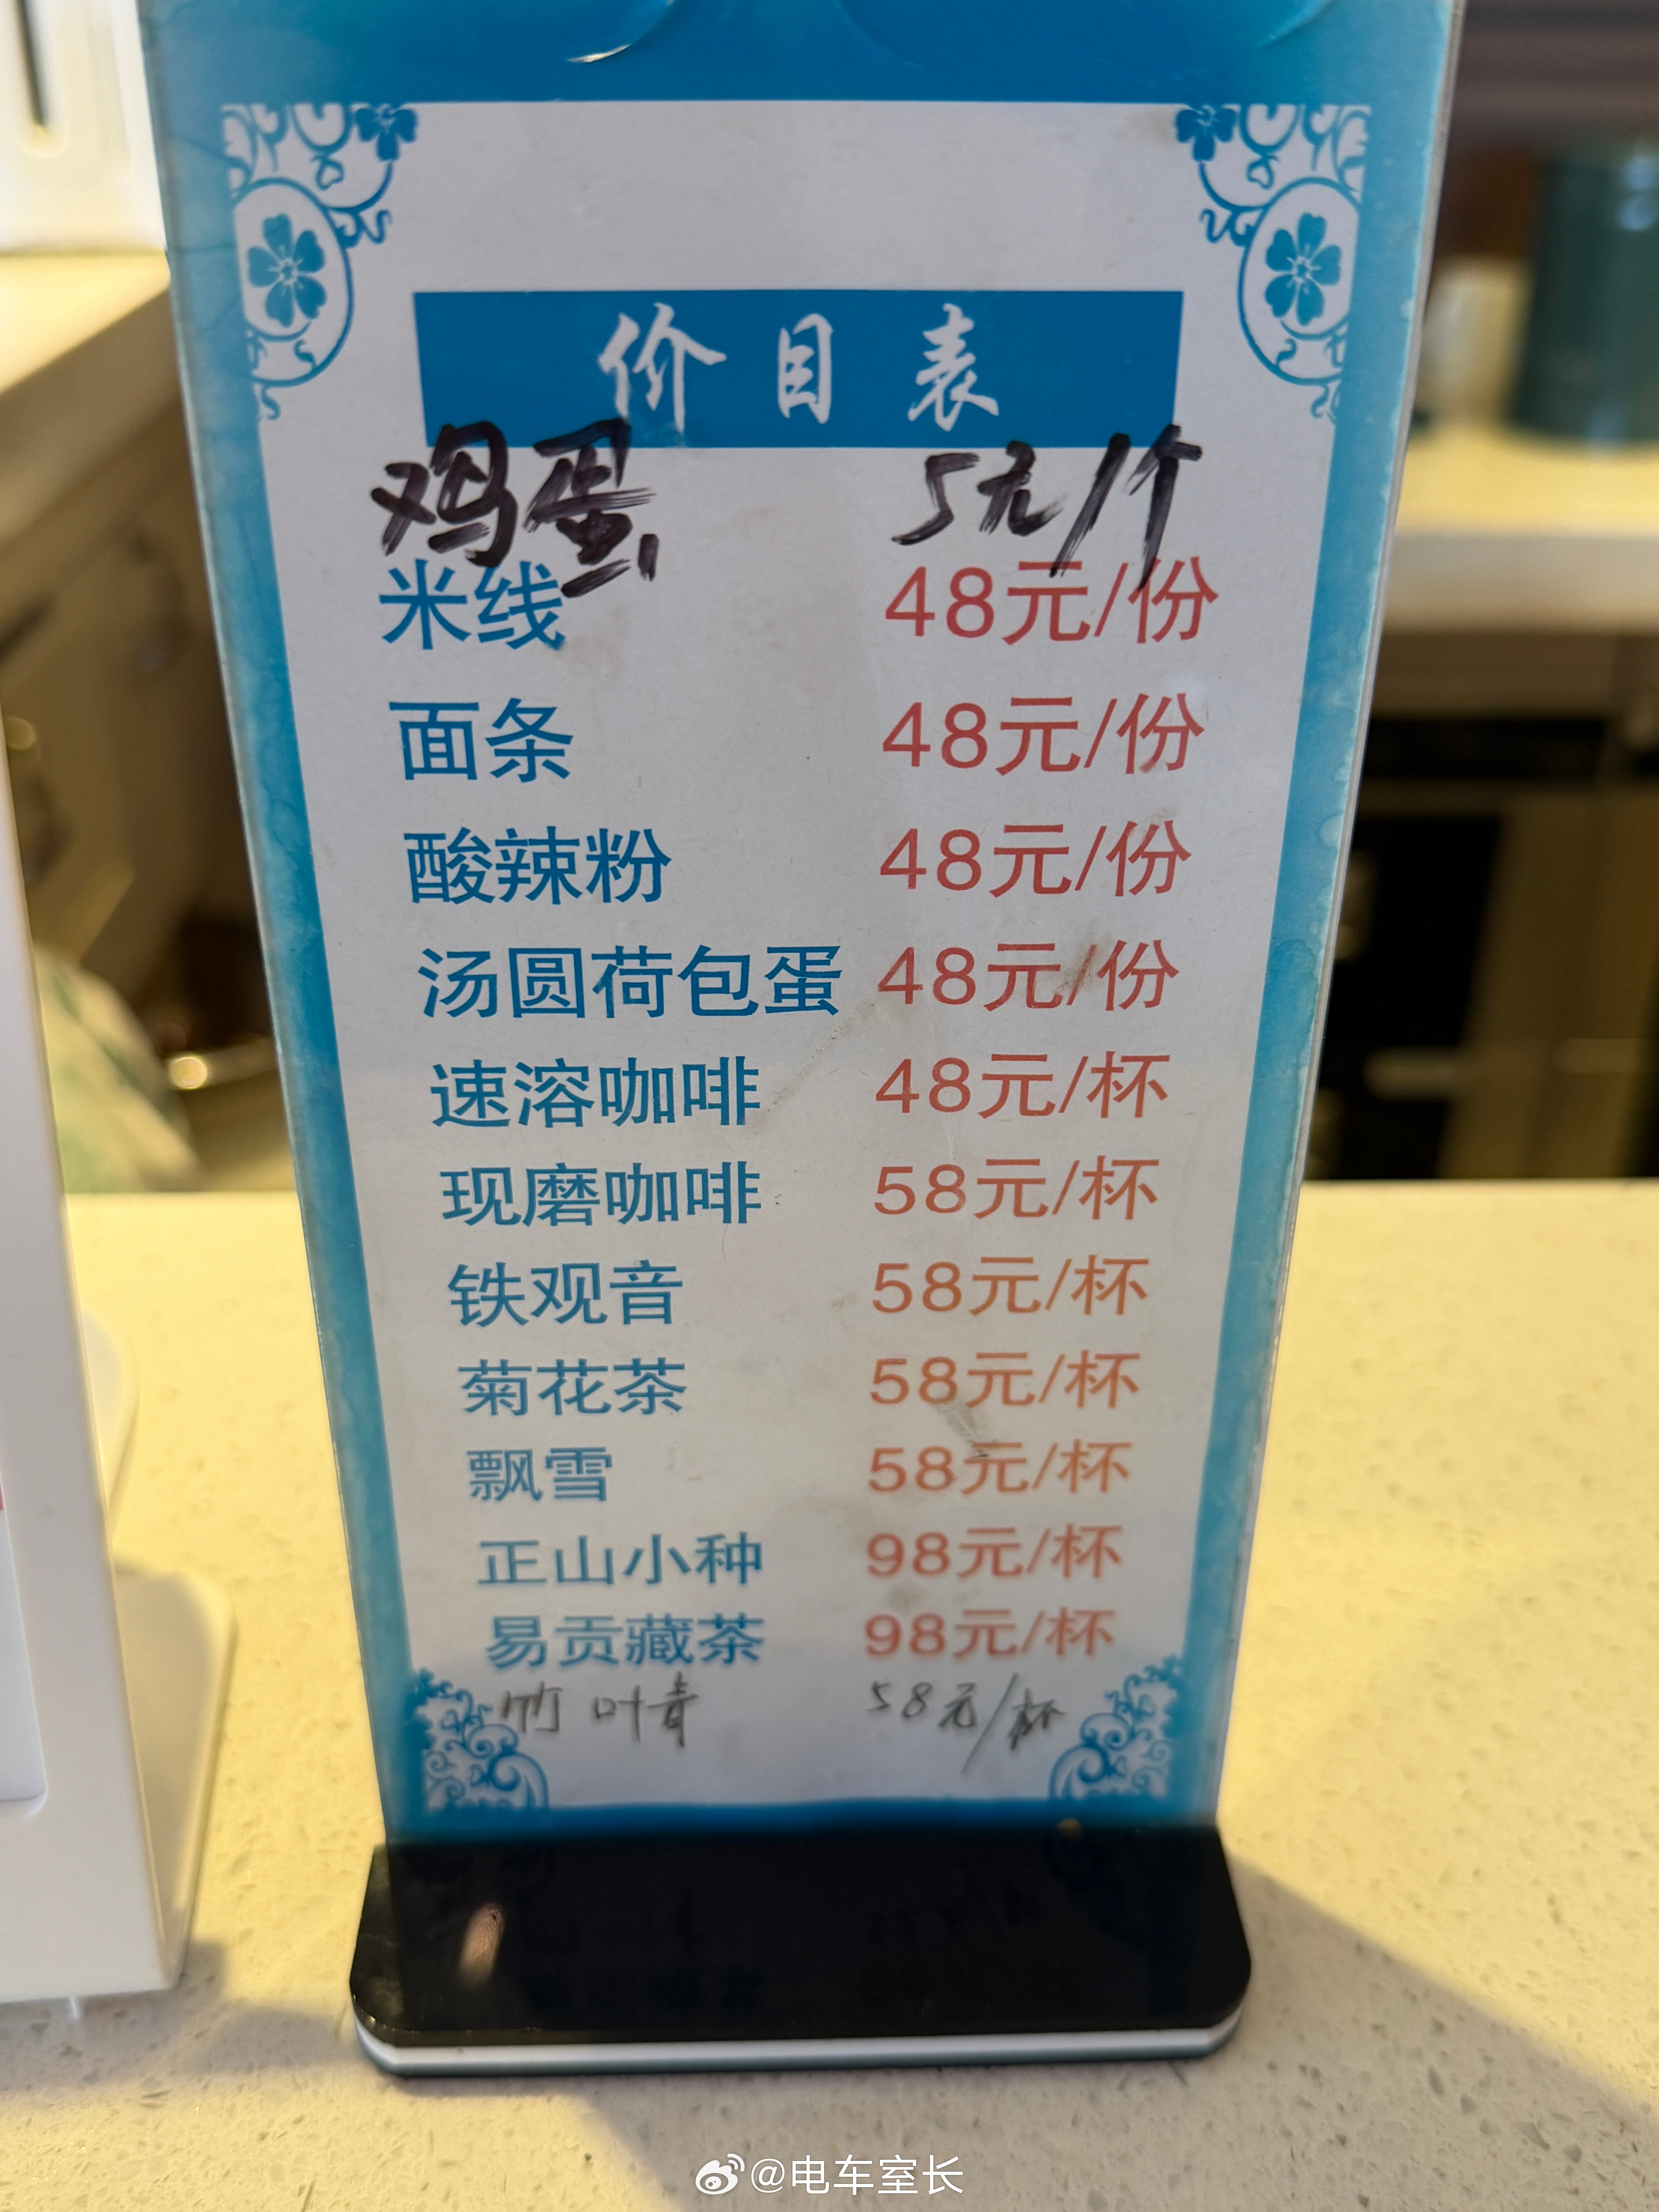 价目表
鸡蛋 5元/个
米线 48元/份
面条 48元/份
酸辣粉 48元/份
汤圆荷包蛋 48元/份
速溶咖啡 48元/杯
现磨咖啡 58元/杯
铁观音 58元/杯
菊花茶 58元/杯
飘雪 58元/杯
正山小种 98元/杯
易贡藏茶 98元/杯
竹叶青 58元/杯
@电车室长